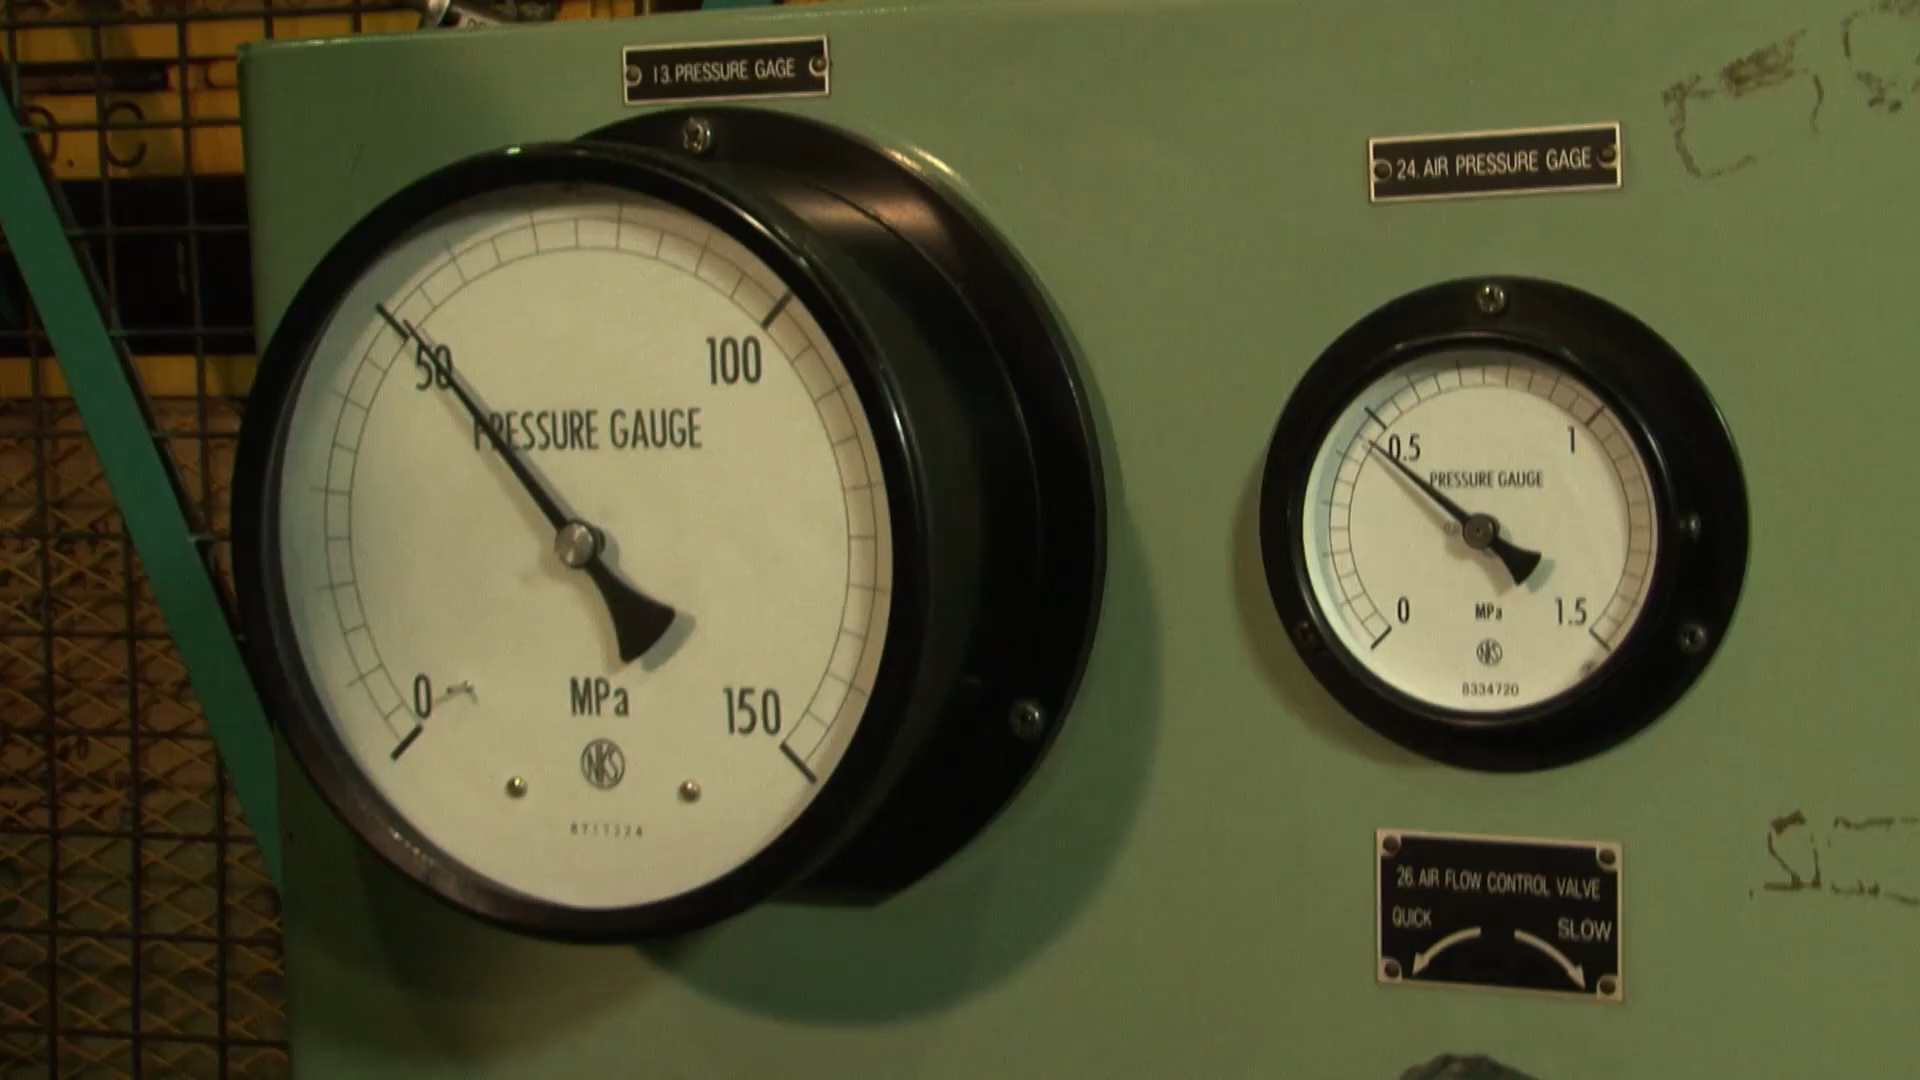 13. PRESSURE GAGE
50
100
PRESSURE GAUGE
0
MPa
150
NKS
8717224
24. AIR PRESSURE GAGE
0.5
1
PRESSURE GAUGE
0
MPa
1.5
NKS
8334720
26. AIR FLOW CONTROL VALVE
QUICK
SLOW